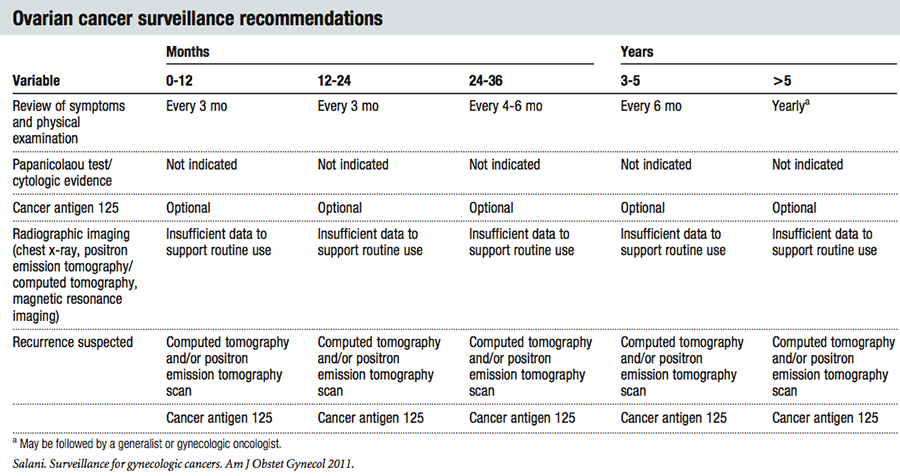 Ovarian cancer surveillance recommendations
Months Years
Variable 0-12 12-24 24-36 3-5 >5
Review of symptoms Every 3 mo Every 3 mo Every 4-6 mo Every 6 mo Yearlyᵃ
and physical
examination
Papanicolaou test/ Not indicated Not indicated Not indicated Not indicated Not indicated
cytologic evidence
Cancer antigen 125 Optional Optional Optional Optional Optional
Radiographic imaging Insufficient data to Insufficient data to Insufficient data to Insufficient data to Insufficient data to
(chest x-ray, positron support routine use support routine use support routine use support routine use support routine use
emission tomography/
computed tomography,
magnetic resonance
imaging)
Recurrence suspected Computed tomography Computed tomography Computed tomography Computed tomography Computed tomography
and/or positron and/or positron and/or positron and/or positron and/or positron
emission tomography emission tomography emission tomography emission tomography emission tomography
scan scan scan scan scan
Cancer antigen 125 Cancer antigen 125 Cancer antigen 125 Cancer antigen 125 Cancer antigen 125
ᵃ May be followed by a generalist or gynecologic oncologist.
Salani. Surveillance for gynecologic cancers. Am J Obstet Gynecol 2011.